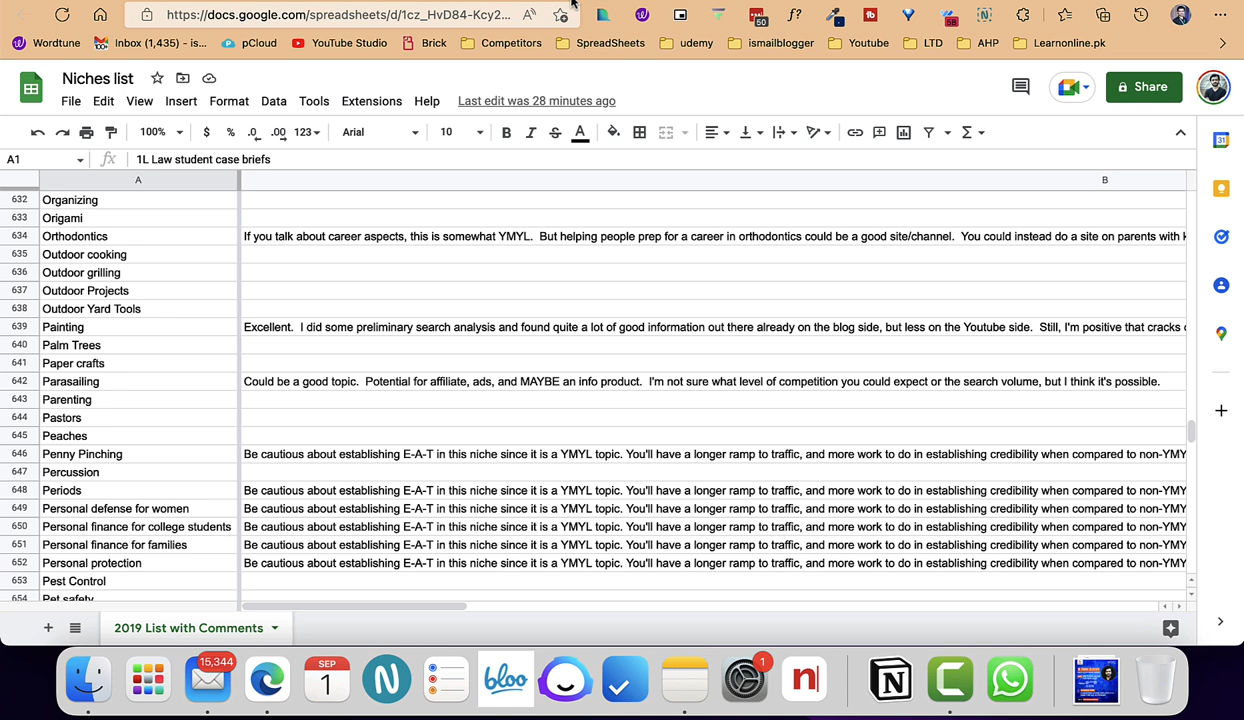 https://docs.google.com/spreadsheets/d/1cz_HvD84-Kcy2...
50
f?
58
Wordtune
Inbox (1,435) - is...
pCloud
YouTube Studio
Brick
Competitors
SpreadSheets
udemy
ismailblogger
Youtube
LTD
AHP
Learnonline.pk
Niches list
File Edit View Insert Format Data Tools Extensions Help Last edit was 28 minutes ago
Share
100% $ % .0 .00 123 Arial 10 B I S A
A1 fx 1L Law student case briefs
A B
632 Organizing
633 Origami
634 Orthodontics If you talk about career aspects, this is somewhat YMYL. But helping people prep for a career in orthodontics could be a good site/channel. You could instead do a site on parents with
635 Outdoor cooking
636 Outdoor grilling
637 Outdoor Projects
638 Outdoor Yard Tools
639 Painting Excellent. I did some preliminary search analysis and found quite a lot of good information out there already on the blog side, but less on the Youtube side. Still, I'm positive that cracks
640 Palm Trees
641 Paper crafts
642 Parasailing Could be a good topic. Potential for affiliate, ads, and MAYBE an info product. I'm not sure what level of competition you could expect or the search volume, but I think it's possible.
643 Parenting
644 Pastors
645 Peaches
646 Penny Pinching Be cautious about establishing E-A-T in this niche since it is a YMYL topic. You'll have a longer ramp to traffic, and more work to do in establishing credibility when compared to non-YMY
647 Percussion
648 Periods Be cautious about establishing E-A-T in this niche since it is a YMYL topic. You'll have a longer ramp to traffic, and more work to do in establishing credibility when compared to non-YMY
649 Personal defense for women Be cautious about establishing E-A-T in this niche since it is a YMYL topic. You'll have a longer ramp to traffic, and more work to do in establishing credibility when compared to non-YMY
650 Personal finance for college students Be cautious about establishing E-A-T in this niche since it is a YMYL topic. You'll have a longer ramp to traffic, and more work to do in establishing credibility when compared to non-YMY
651 Personal finance for families Be cautious about establishing E-A-T in this niche since it is a YMYL topic. You'll have a longer ramp to traffic, and more work to do in establishing credibility when compared to non-YMY
652 Personal protection Be cautious about establishing E-A-T in this niche since it is a YMYL topic. You'll have a longer ramp to traffic, and more work to do in establishing credibility when compared to non-YMY
653 Pest Control
654 Pet safety
2019 List with Comments
15,344
SEP
1
bloo
1
n